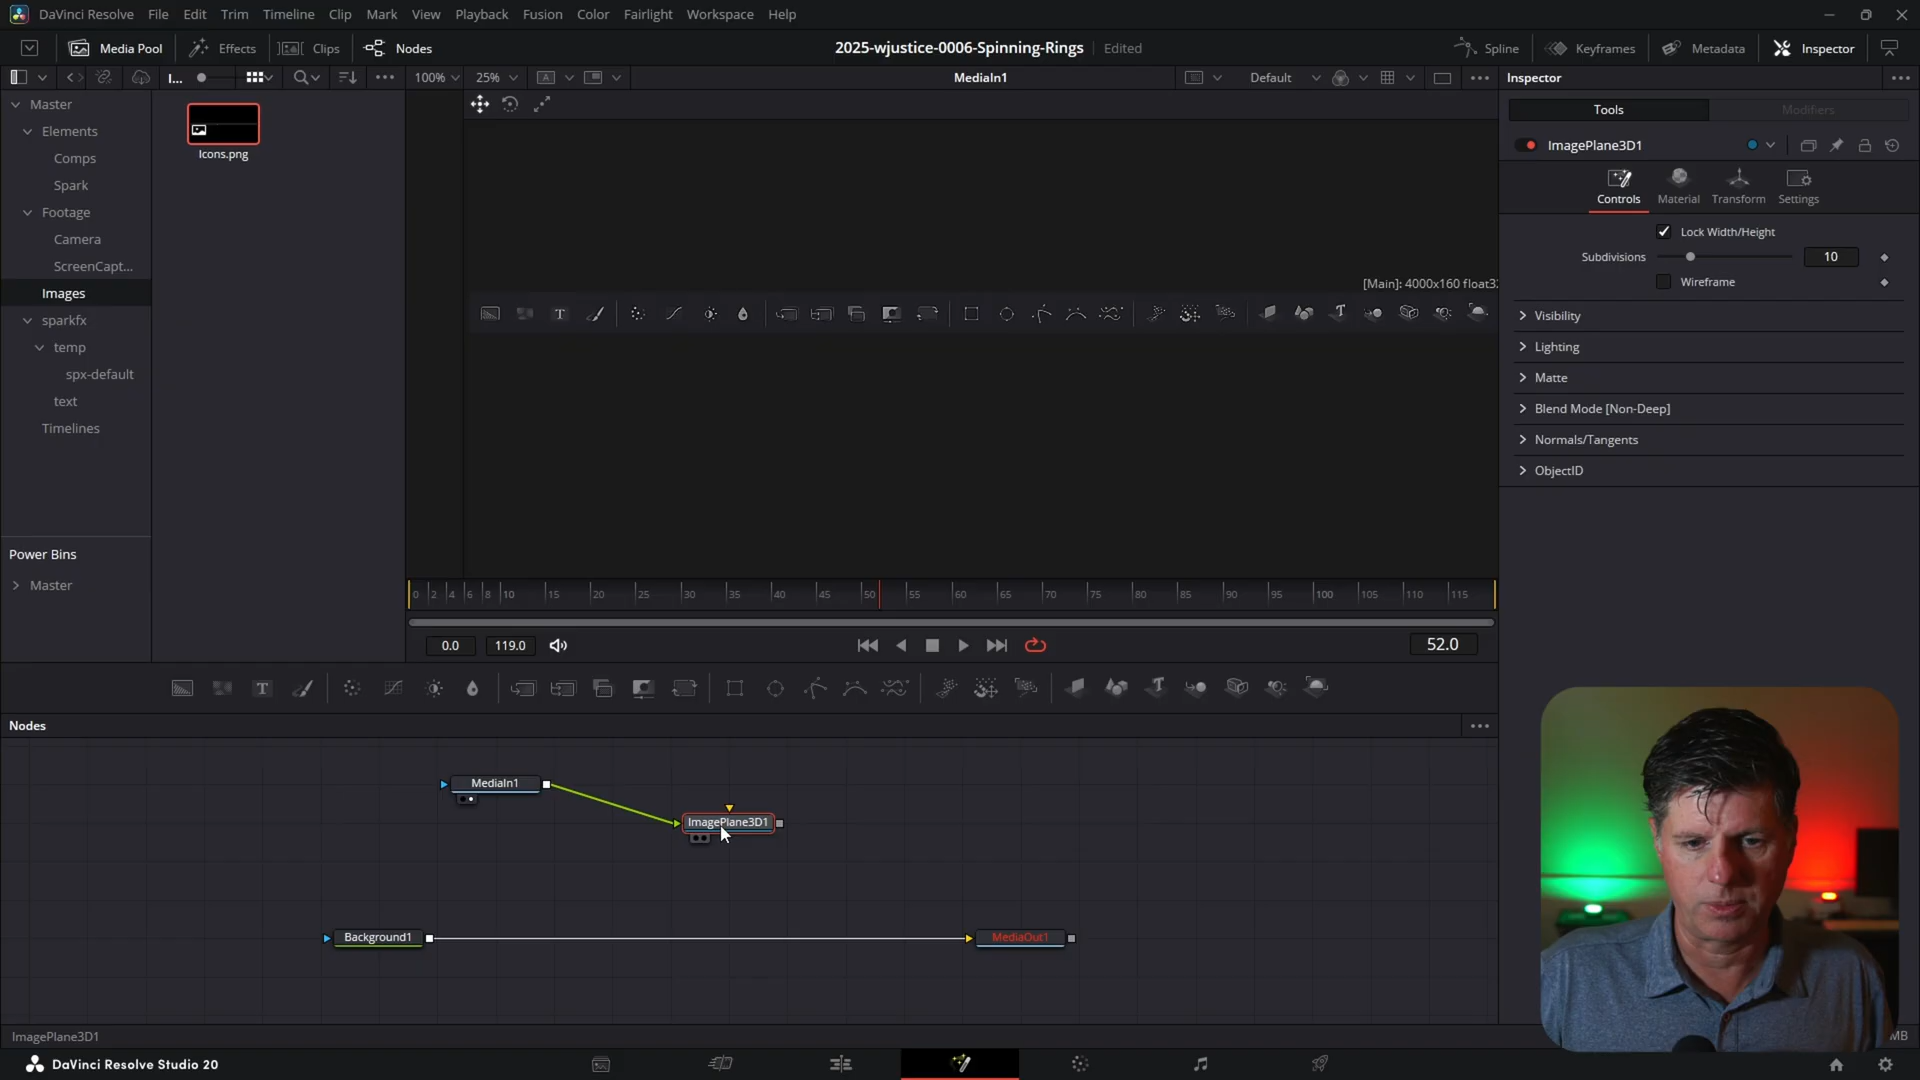 DaVinci Resolve File Edit Trim Timeline Clip Mark View Playback Fusion Color Fairlight Workspace Help
Media Pool Effects Clips Nodes 2025-wjustice-0006-Spinning-Rings Edited Spline Keyframes Metadata Inspector
I... 100% 25% MediaIn1 Default Inspector
Master
Elements
Comps
Spark
Footage
Camera
ScreenCapt...
Images
sparkfx
temp
spx-default
text
Timelines
Power Bins
Master
Icons.png
[Main]: 4000x160 float32
0 2 4 6 8 10 15 20 25 30 35 40 45 50 55 60 65 70 75 80 85 90 95 100 105 110 115
0.0 119.0 52.0
Tools Modifiers
ImagePlane3D1
Controls Material Transform Settings
Lock Width/Height
Subdivisions 10
Wireframe
Visibility
Lighting
Matte
Blend Mode [Non-Deep]
Normals/Tangents
ObjectID
T
Nodes
MediaIn1
ImagePlane3D1
Background1 MediaOut1
ImagePlane3D1 MB
DaVinci Resolve Studio 20